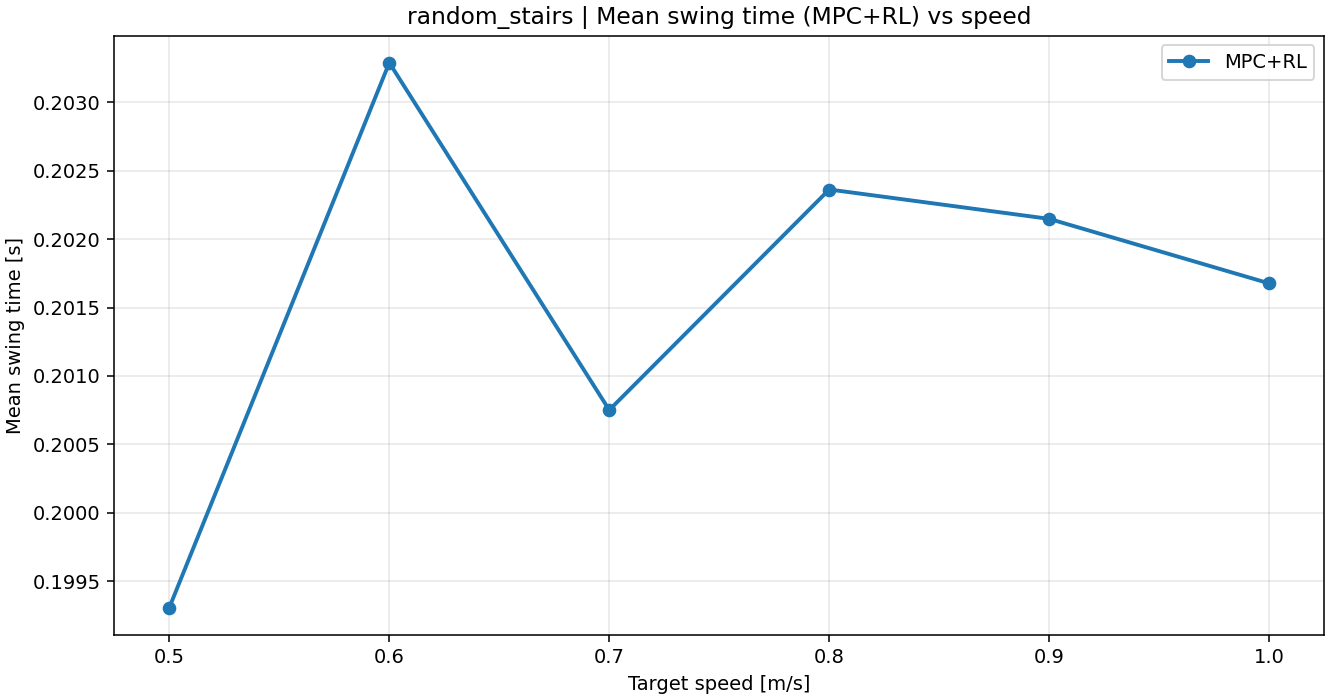 random_stairs | Mean swing time (MPC+RL) vs speed
MPC+RL
Mean swing time [s]
0.2030
0.2025
0.2020
0.2015
0.2010
0.2005
0.2000
0.1995
0.5 0.6 0.7 0.8 0.9 1.0
Target speed [m/s]